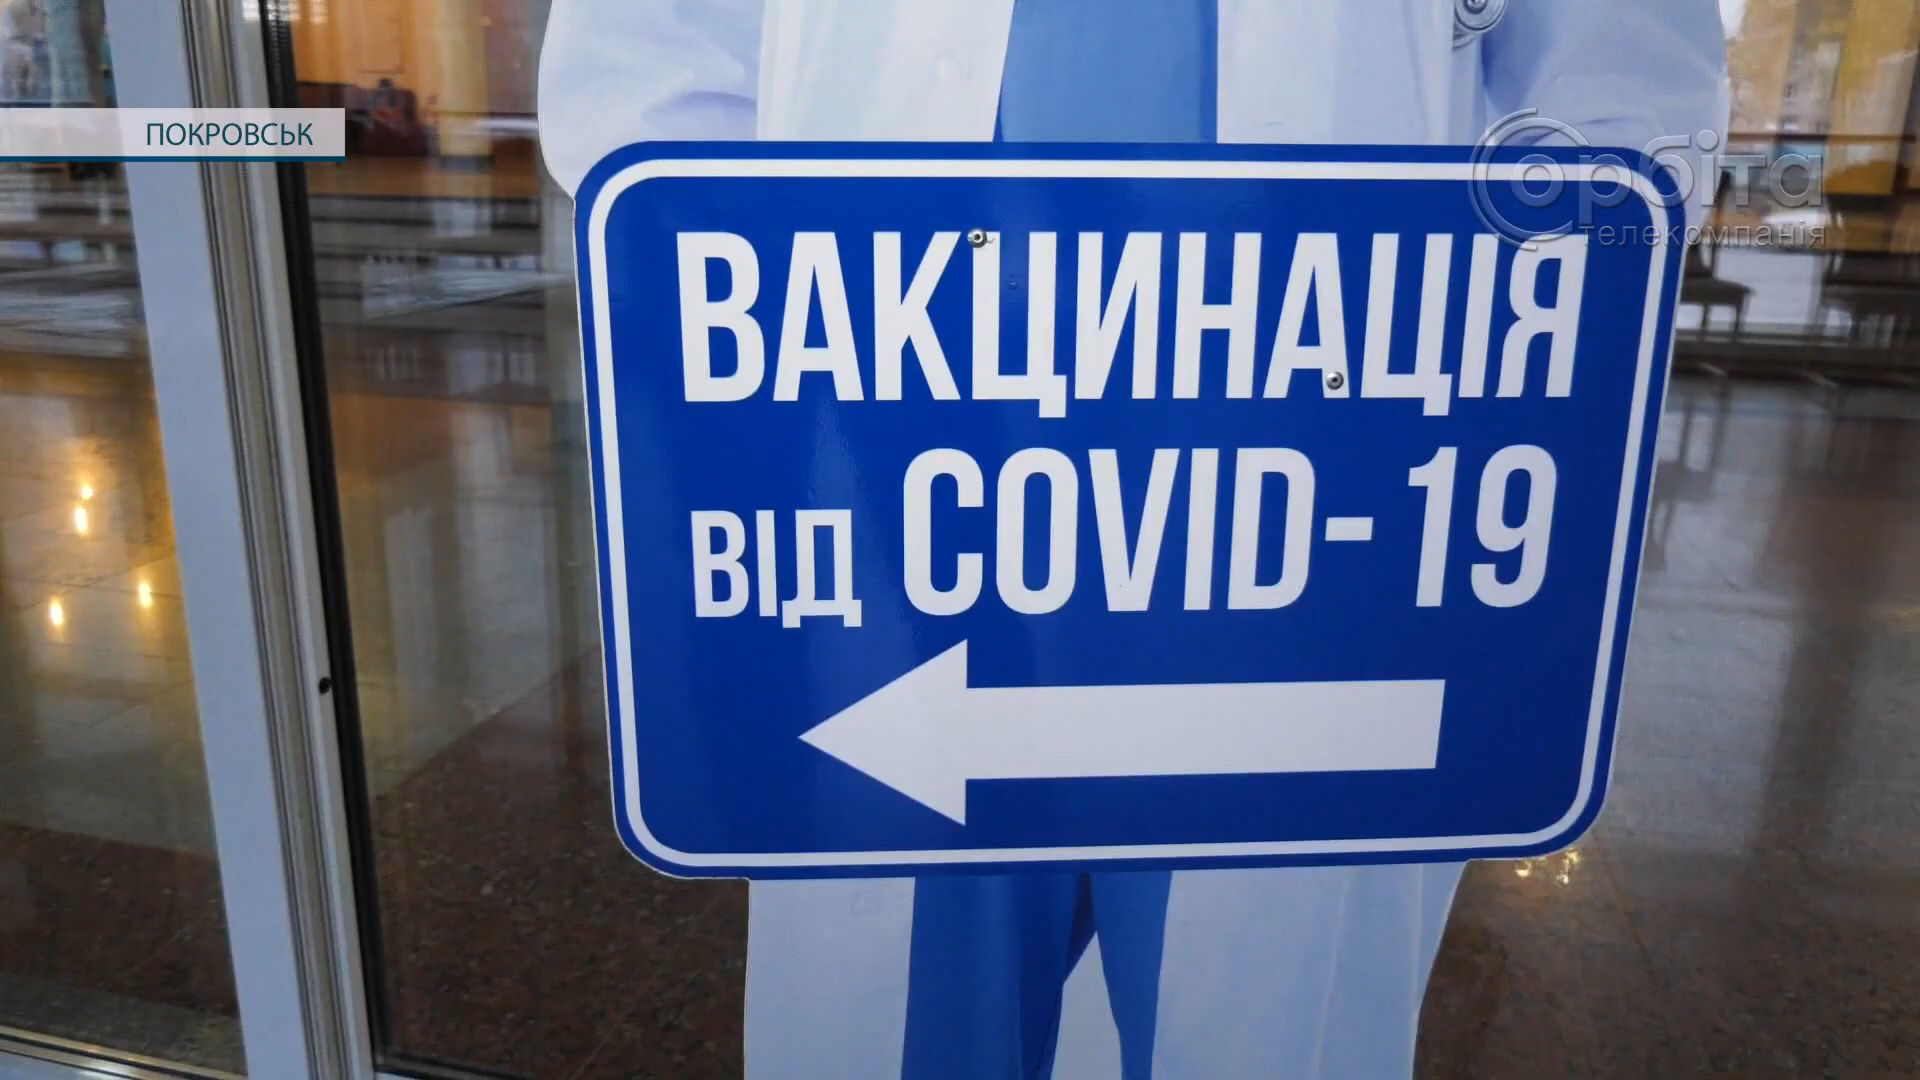 ПОКРОВСЬК
Орбіта
телекомпанія
ВАКЦИНАЦІЯ
ВІД COVID-19